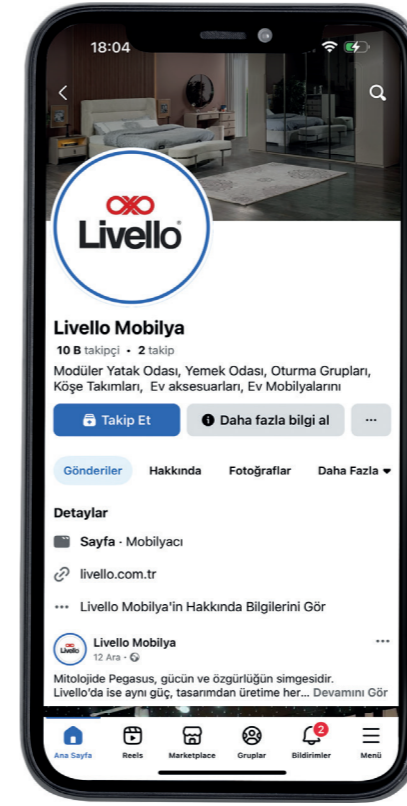 18:04
Livello
Livello Mobilya
10 B takipçi • 2 takip
Modüler Yatak Odası, Yemek Odası, Oturma Grupları,
Köşe Takımları, Ev aksesuarları, Ev Mobilyalarını
Takip Et
Daha fazla bilgi al
Gönderiler Hakkında Fotoğraflar Daha Fazla
Detaylar
Sayfa · Mobilyacı
livello.com.tr
Livello Mobilya'in Hakkında Bilgilerini Gör
Livello
Livello Mobilya
12 Ara ·
Mitolojide Pegasus, gücün ve özgürlüğün simgesidir.
Livello'da ise aynı güç, tasarımdan üretime her... Devamını Gör
2
Ana Sayfa Reels Marketplace Gruplar Bildirimler Menü